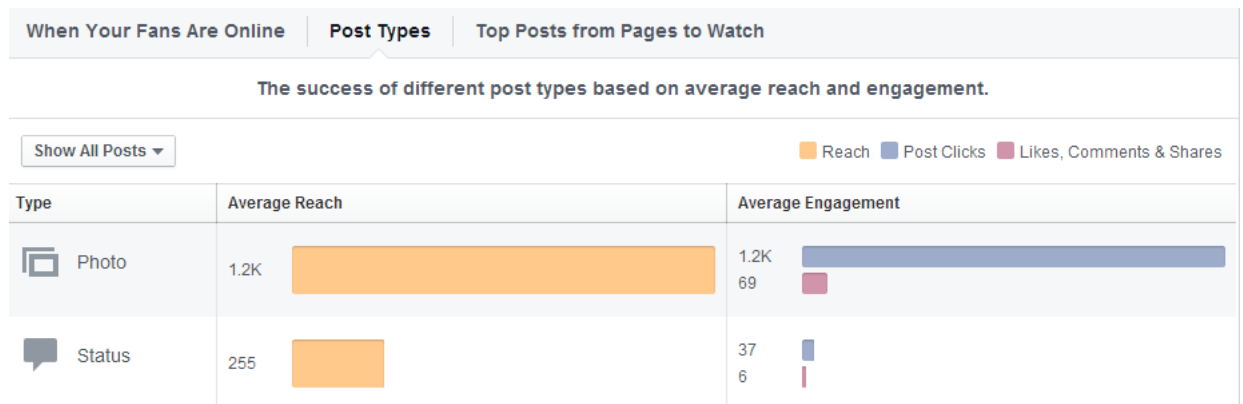 When Your Fans Are Online Post Types Top Posts from Pages to Watch
The success of different post types based on average reach and engagement.
Show All Posts Reach Post Clicks Likes, Comments & Shares
Type Average Reach Average Engagement
Photo 1.2K 1.2K
69
Status 255 37
6